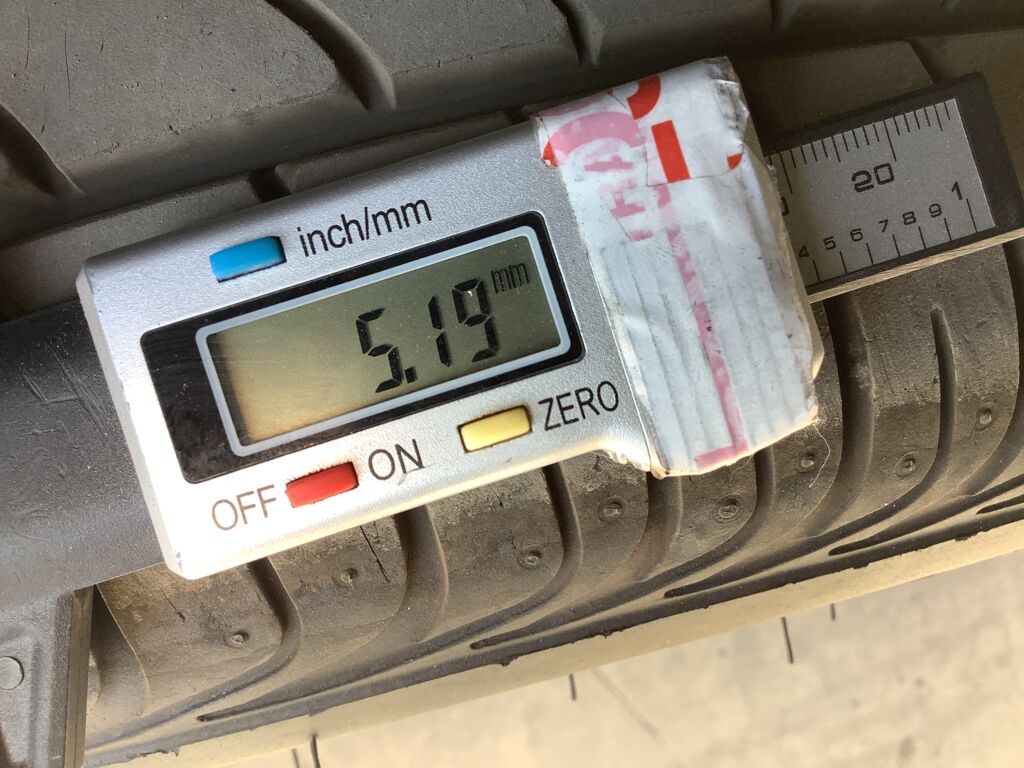 inch/mm
5.19 mm
OFF ON ZERO
20
4 5 6 7 8 9 1